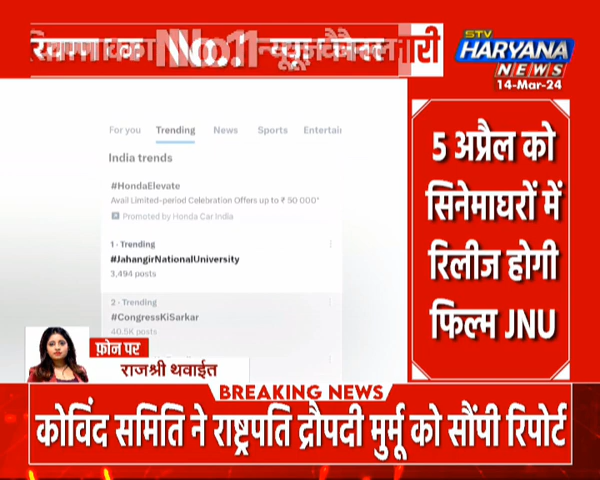 No.1
STV
HARYANA
NEWS
14-Mar-24
For you Trending News Sports Entertain
India trends
#HondaElevate
Avail Limited-period Celebration Offers up to ₹ 50 000*
Promoted by Honda Car India
1 · Trending
#JahangirNationalUniversity
3,494 posts
2 · Trending
#CongressKiSarkar
40.5K posts
5 अप्रैल को
सिनेमाघरों में
रिलीज होगी
फिल्म JNU
फ़ोन पर
राजश्री थवाईत
BREAKING NEWS
कोविंद समिति ने राष्ट्रपति द्रौपदी मुर्मू को सौंपी रिपोर्ट